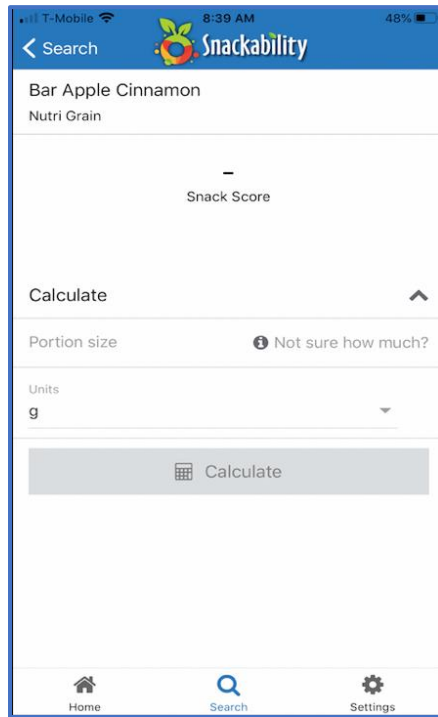 T-Mobile 8:39 AM 48%
Search Snackability
Bar Apple Cinnamon
Nutri Grain
–
Snack Score
Calculate
Portion size Not sure how much?
Units
g
Calculate
Home Search Settings